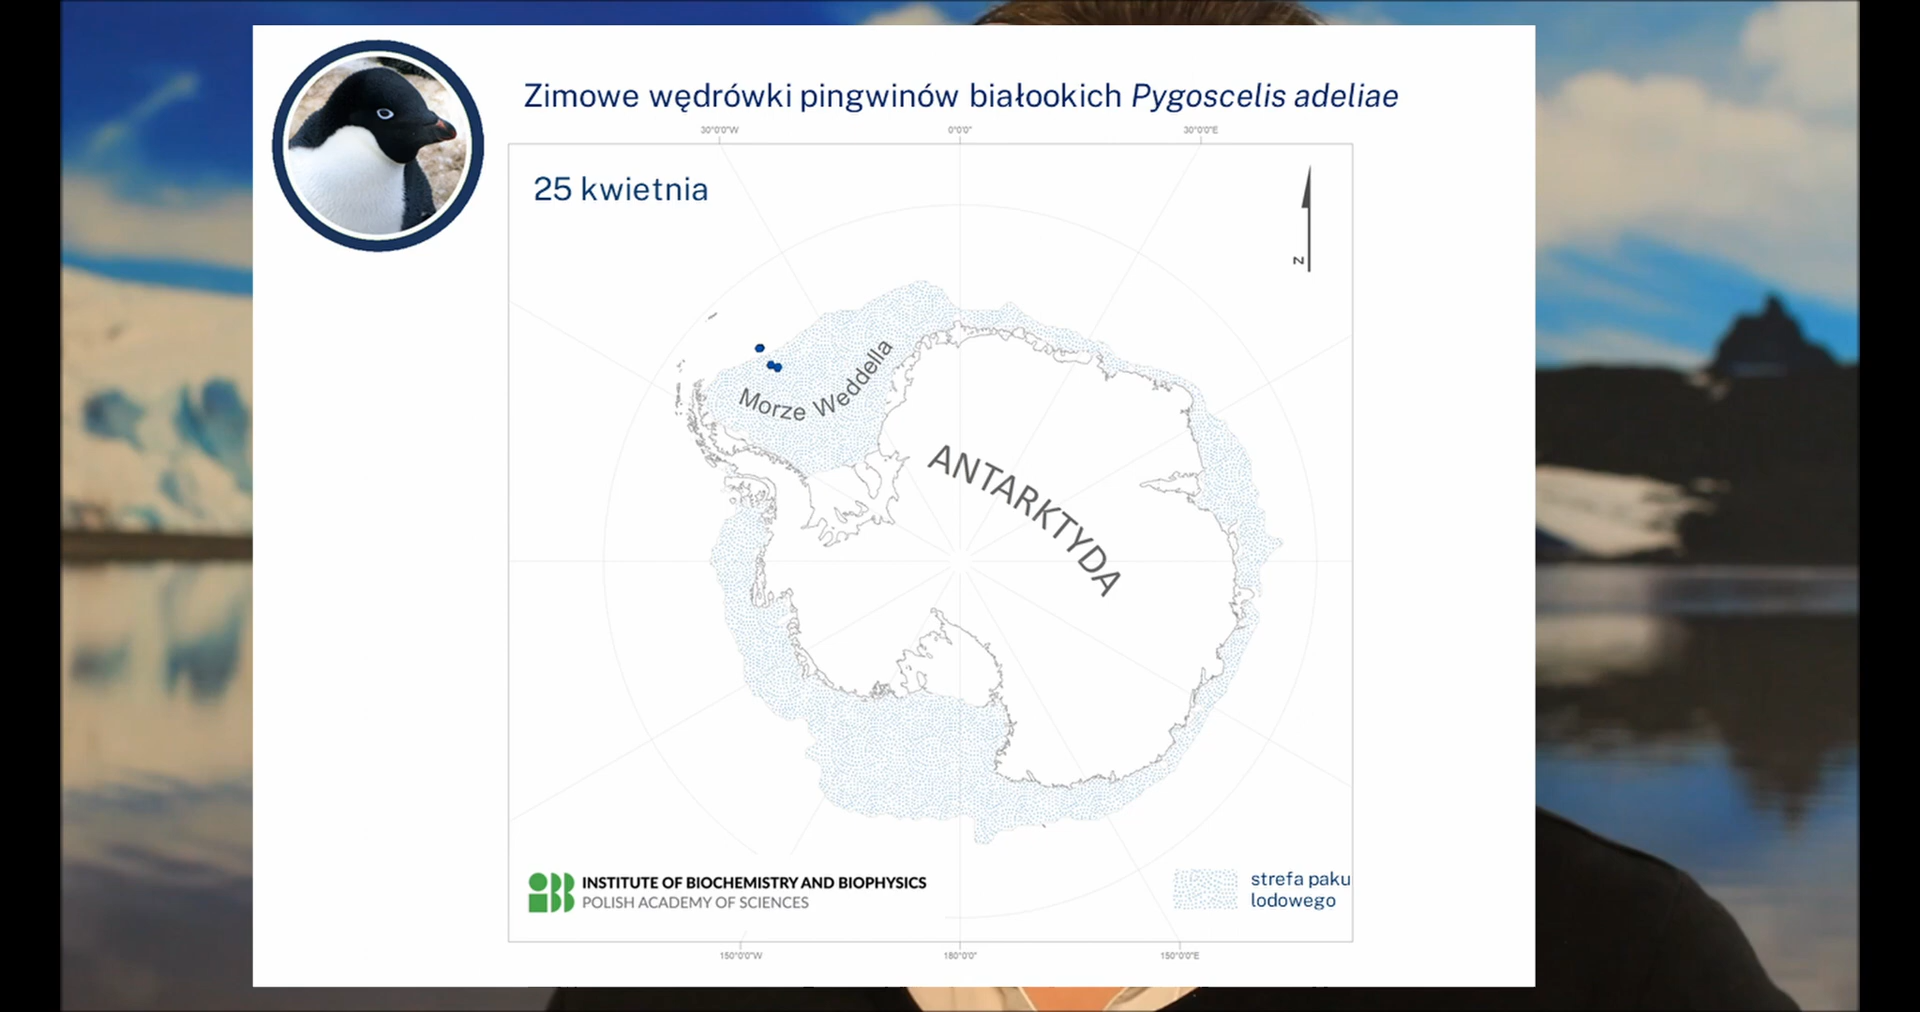 Zimowe wędrówki pingwinów białookich Pygoscelis adeliae
30°0'0"W
0°0'0"
30°0'0"E
25 kwietnia
N
Morze Weddella
ANTARKTYDA
INSTITUTE OF BIOCHEMISTRY AND BIOPHYSICS
POLISH ACADEMY OF SCIENCES
strefa paku
lodowego
150°0'0"W
180°0'0"
150°0'0"E